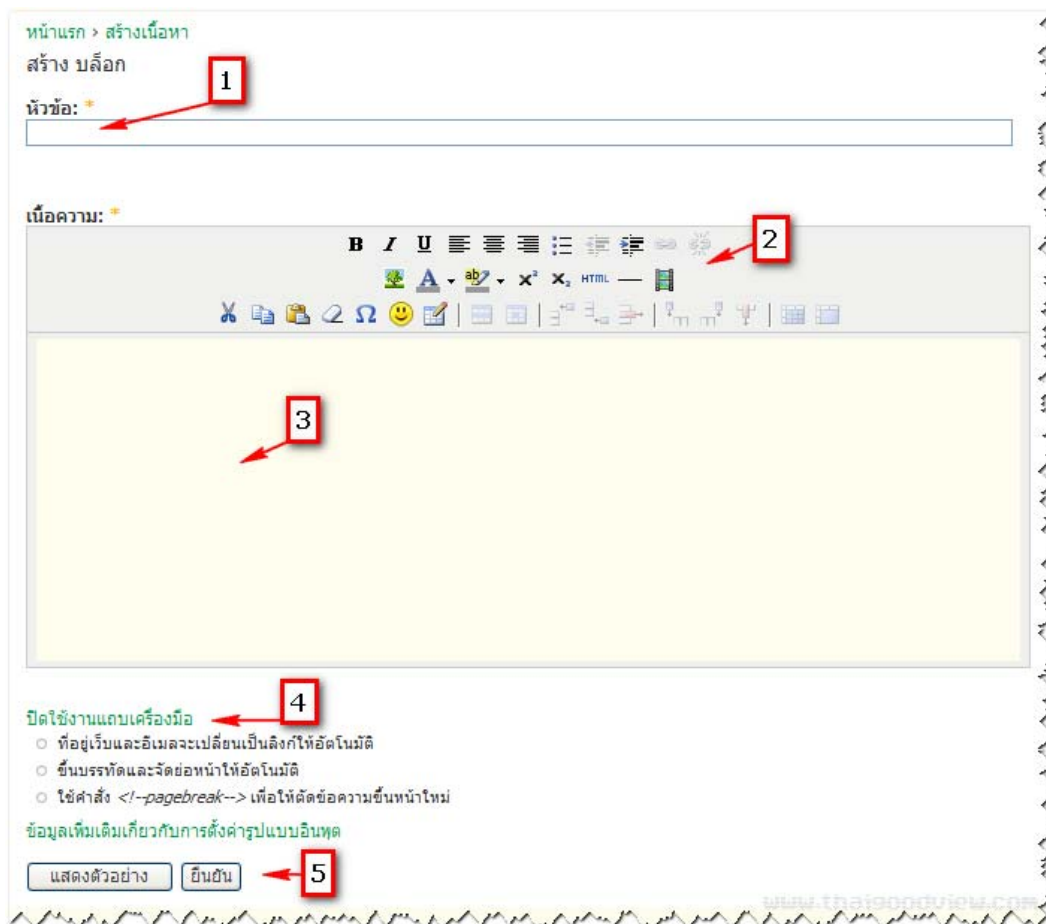 หน้าแรก › สร้างเนื้อหา
สร้าง บล็อก
1
หัวข้อ: *
เนื้อความ: *
B I U 2
A ab x² x₂ HTML —
Ω
3
4
ปิดใช้งานแถบเครื่องมือ
ที่อยู่เว็บและอีเมลจะเปลี่ยนเป็นลิงก์ให้อัตโนมัติ
ขึ้นบรรทัดและจัดย่อหน้าให้อัตโนมัติ
ใช้คำสั่ง <!--pagebreak--> เพื่อให้ตัดข้อความขึ้นหน้าใหม่
ข้อมูลเพิ่มเติมเกี่ยวกับการตั้งค่ารูปแบบอินพุต
แสดงตัวอย่าง ยืนยัน 5
www.thaigoodview.com